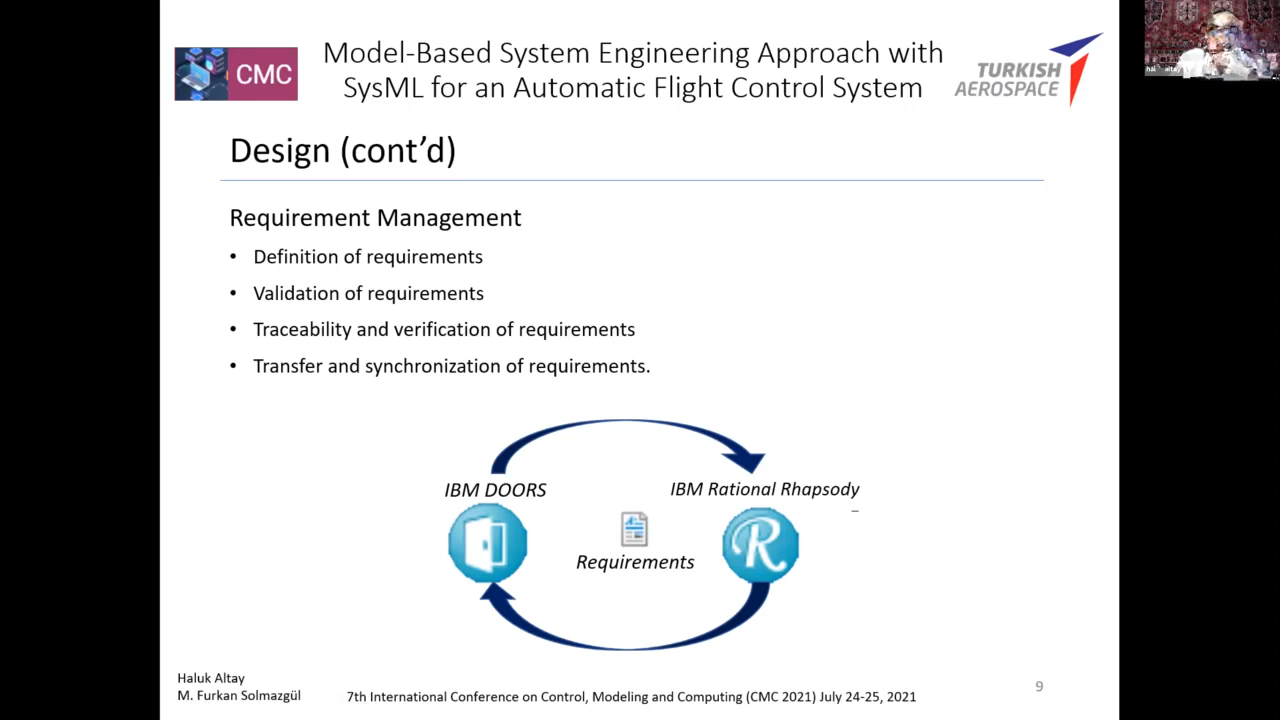 CMC
Model-Based System Engineering Approach with
SysML for an Automatic Flight Control System
TURKISH
AEROSPACE
Design (cont’d)
Requirement Management
• Definition of requirements
• Validation of requirements
• Traceability and verification of requirements
• Transfer and synchronization of requirements.
IBM DOORS
IBM Rational Rhapsody
Requirements
R
Haluk Altay
M. Furkan Solmazgül
7th International Conference on Control, Modeling and Computing (CMC 2021) July 24-25, 2021
9